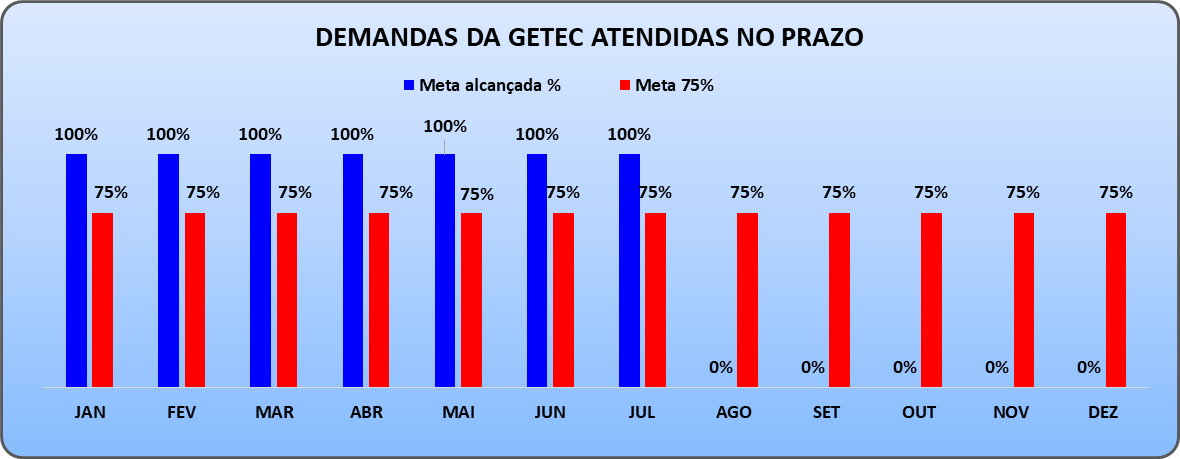 DEMANDAS DA GETEC ATENDIDAS NO PRAZO
Meta alcançada % Meta 75%
100% 100% 100% 100% 100% 100% 100%
75% 75% 75% 75% 75% 75% 75% 75% 75% 75% 75% 75%
0% 0% 0% 0% 0%
JAN FEV MAR ABR MAI JUN JUL AGO SET OUT NOV DEZ